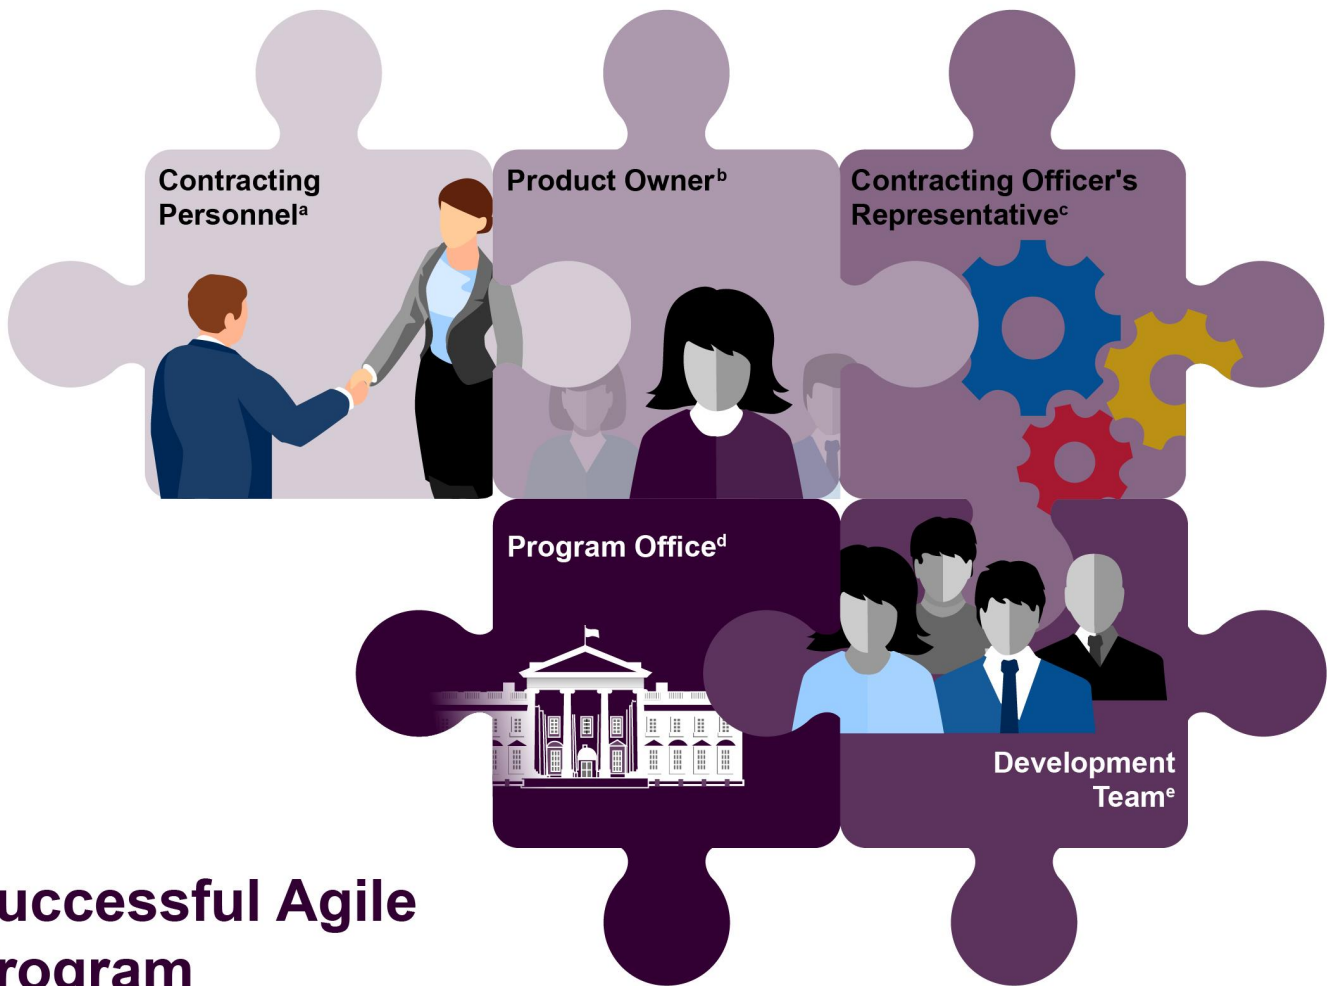 Contracting
Personnelᵃ
Product Ownerᵇ
Contracting Officer's
Representativeᶜ
Program Officeᵈ
Development
Teamᵉ
uccessful Agile
rogram